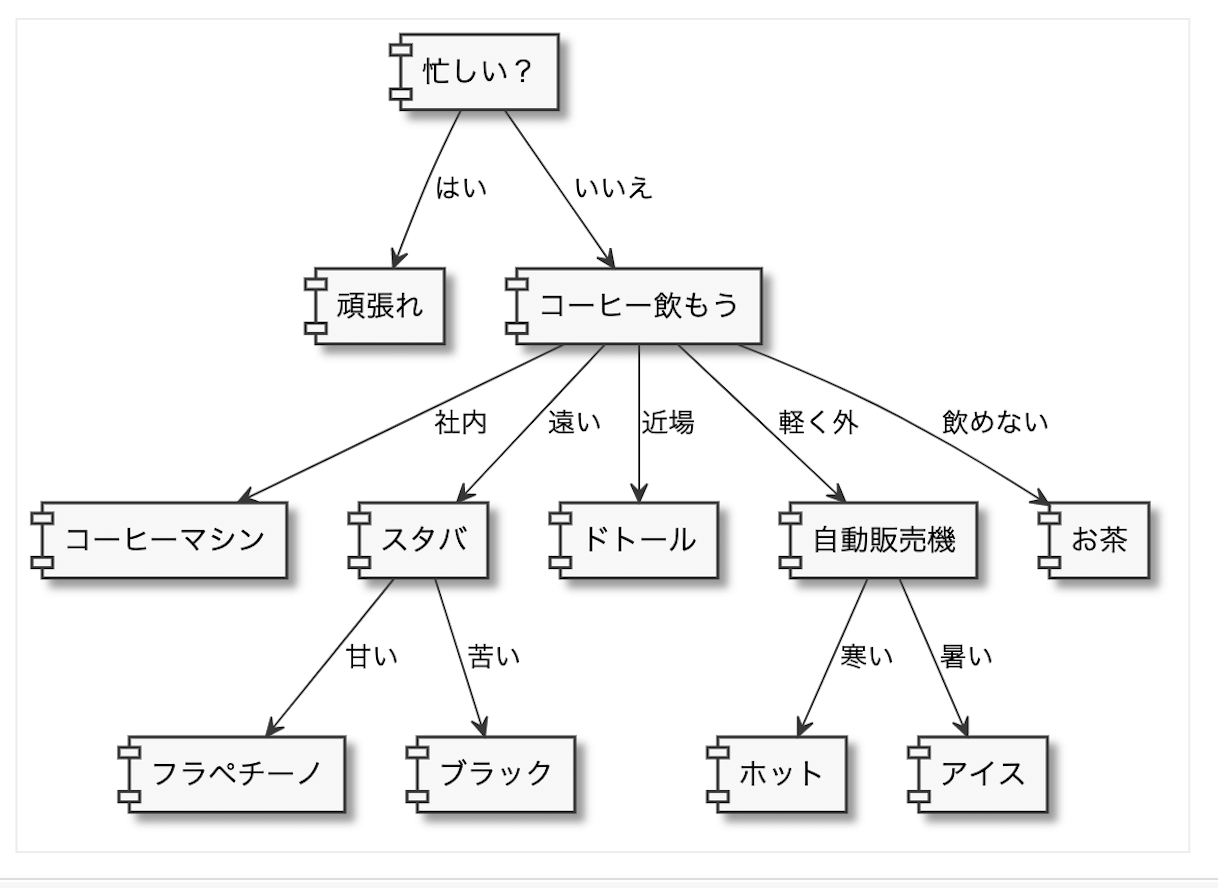 忙しい？
はい
いいえ
頑張れ
コーヒー飲もう
社内
遠い
近場
軽く外
飲めない
コーヒーマシン
スタバ
ドトール
自動販売機
お茶
甘い
苦い
寒い
暑い
フラペチーノ
ブラック
ホット
アイス